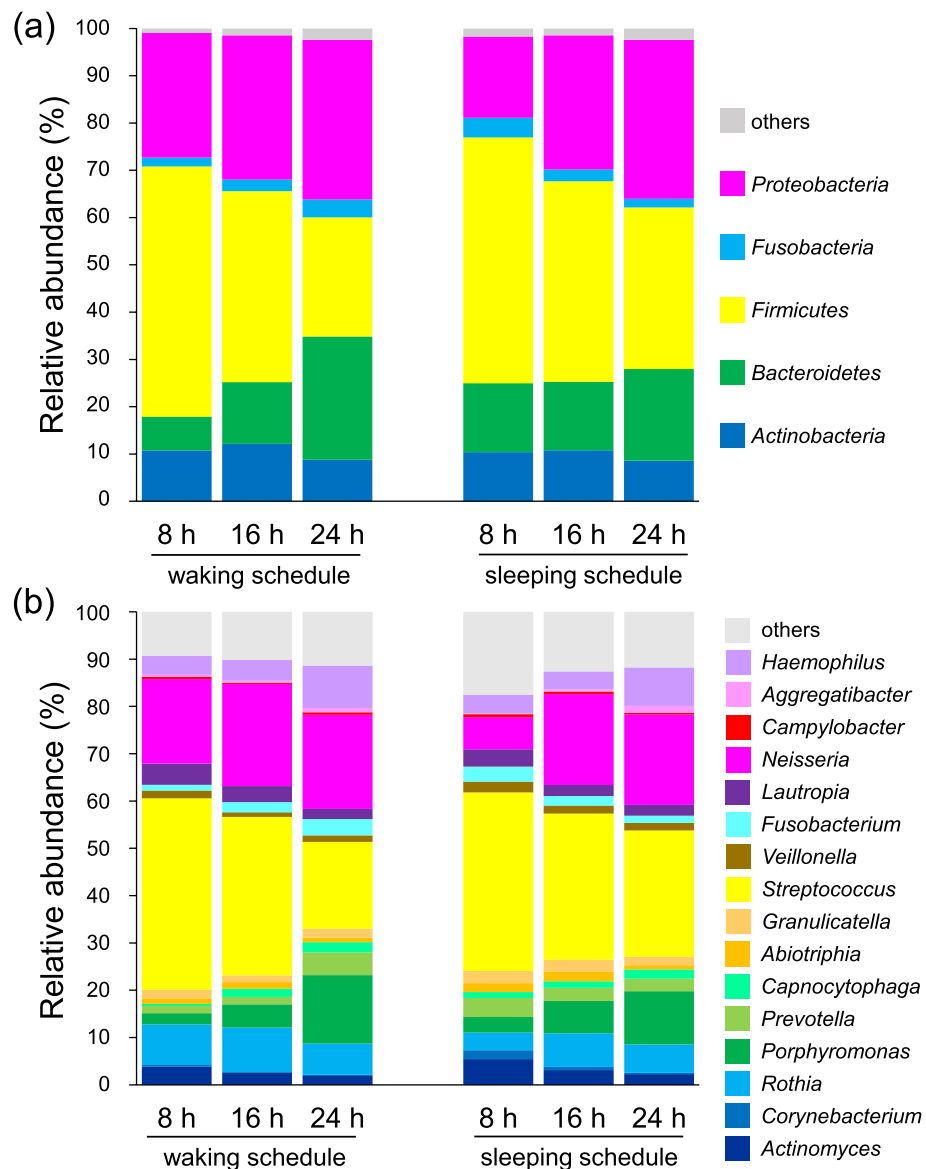 (a)
Relative abundance (%)
100
90
80
70
60
50
40
30
20
10
0
8 h 16 h 24 h 8 h 16 h 24 h
waking schedule sleeping schedule
others
Proteobacteria
Fusobacteria
Firmicutes
Bacteroidetes
Actinobacteria
(b)
Relative abundance (%)
100
90
80
70
60
50
40
30
20
10
0
8 h 16 h 24 h 8 h 16 h 24 h
waking schedule sleeping schedule
others
Haemophilus
Aggregatibacter
Campylobacter
Neisseria
Lautropia
Fusobacterium
Veillonella
Streptococcus
Granulicatella
Abiotriphia
Capnocytophaga
Prevotella
Porphyromonas
Rothia
Corynebacterium
Actinomyces